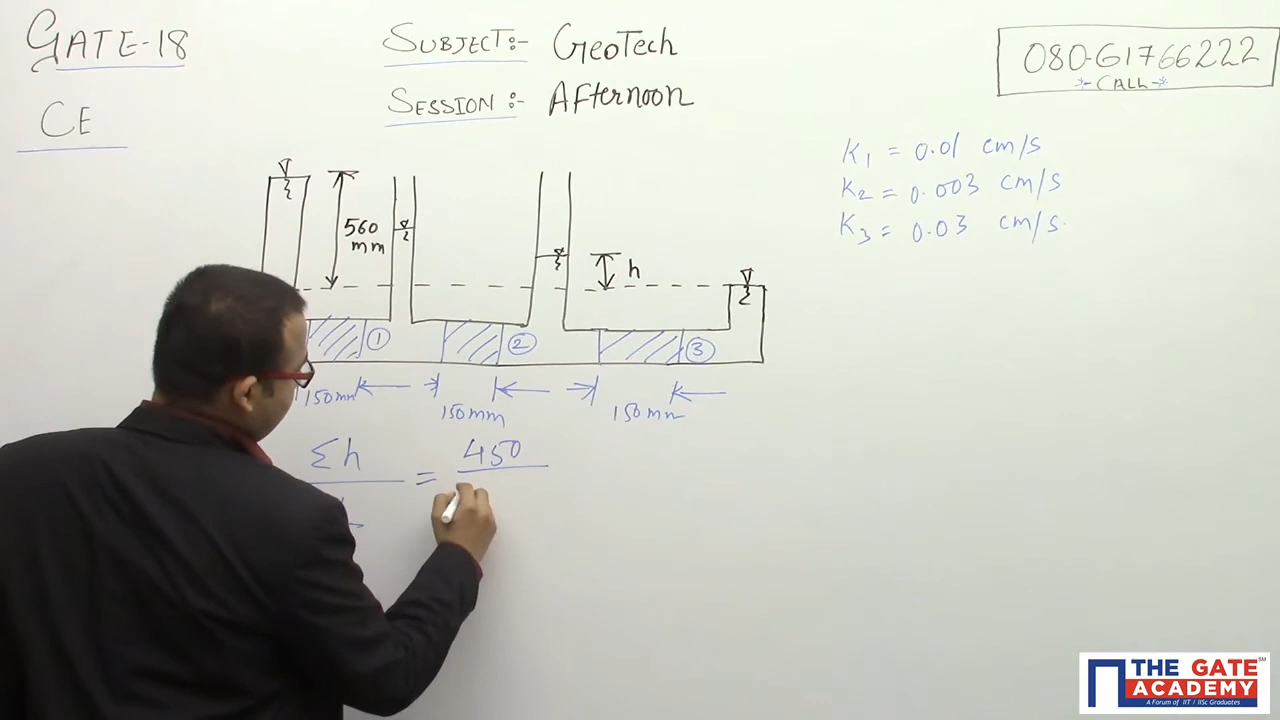 GATE-18
CE
SUBJECT:- GeoTech
SESSION:- Afternoon
080-61766222
*-CALL-*
K1 = 0.01 cm/s
K2 = 0.003 cm/s
K3 = 0.03 cm/s.
560
mm
h
1
2
3
150mm
150mm
150mm
Σh
= 450
THE GATE
ACADEMY
A Forum of IIT / IISc Graduates
SM